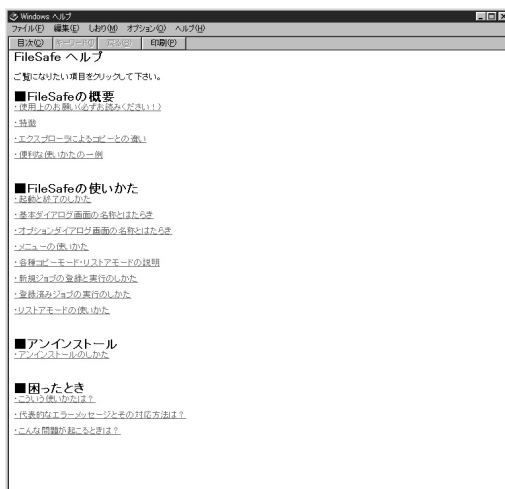 Windows ヘルプ
ファイル(F) 編集(E) しおり(M) オプション(O) ヘルプ(H)
目次(C) キーワード(I) 戻る(B) 印刷(P)
FileSafe ヘルプ
ご覧になりたい項目をクリックして下さい。
■FileSafeの概要
・使用上のお願い(必ずお読みください！)
・特徴
・エクスプローラによるコピーとの違い
・便利な使いかたの一例
■FileSafeの使いかた
・起動と終了のしかた
・基本ダイアログ画面の名称とはたらき
・オプションダイアログ画面の名称とはたらき
・メニューの使いかた
・各種コピーモード・リストアモードの説明
・新規ジョブの登録と実行のしかた
・登録済みジョブの実行のしかた
・リストアモードの使いかた
■アンインストール
・アンインストールのしかた
■困ったとき
・こういう使いかたは？
・代表的なエラーメッセージとその対応方法は？
・こんな問題が起こるときは？